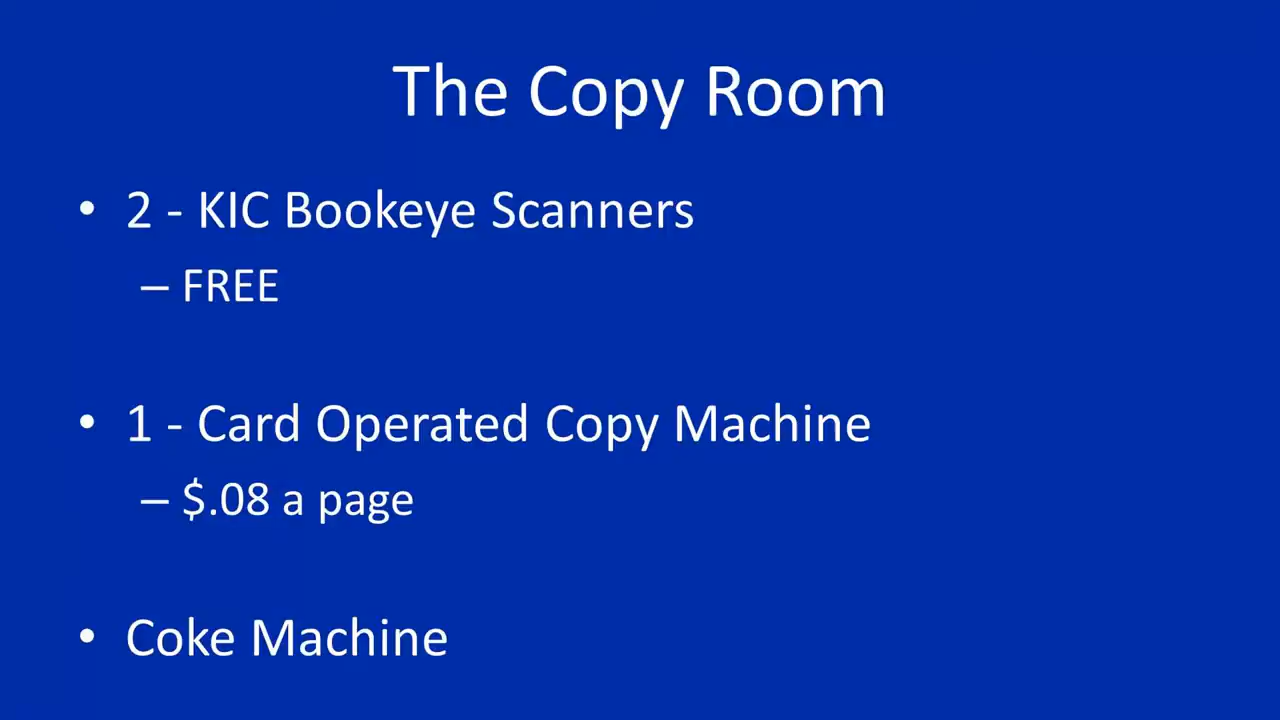 The Copy Room
• 2 - KIC Bookeye Scanners
– FREE
• 1 - Card Operated Copy Machine
– $.08 a page
• Coke Machine